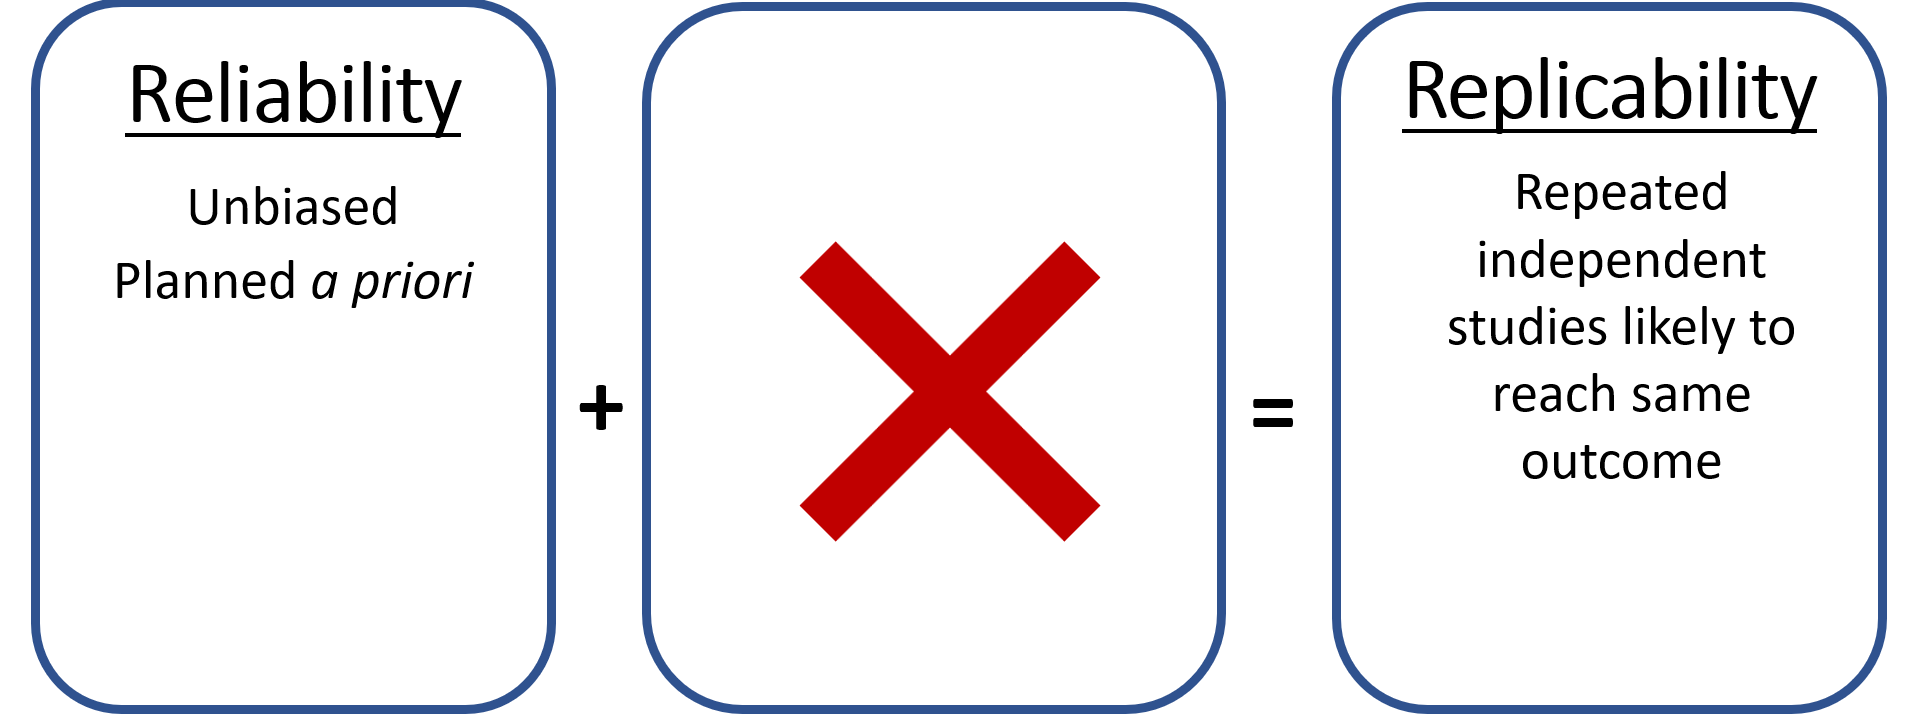 Reliability
Unbiased
Planned a priori
+
=
Replicability
Repeated
independent
studies likely to
reach same
outcome